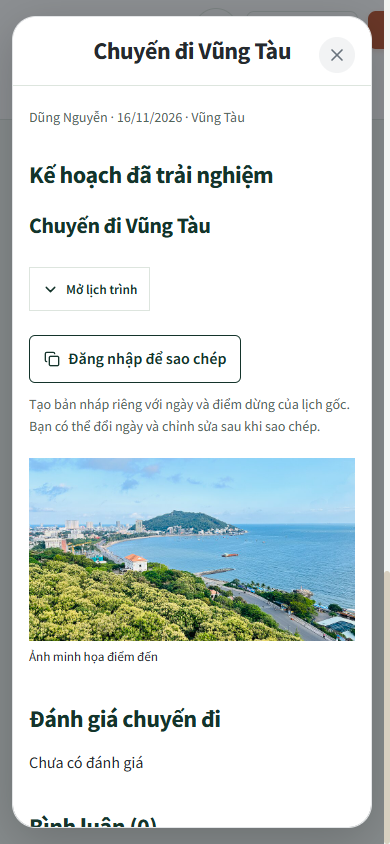 Chuyến đi Vũng Tàu
Dũng Nguyễn · 16/11/2026 · Vũng Tàu
Kế hoạch đã trải nghiệm
Chuyến đi Vũng Tàu
Mở lịch trình
Đăng nhập để sao chép
Tạo bản nháp riêng với ngày và điểm dừng của lịch gốc.
Bạn có thể đổi ngày và chỉnh sửa sau khi sao chép.
Ảnh minh họa điểm đến
Đánh giá chuyến đi
Chưa có đánh giá
Bình luận (0)